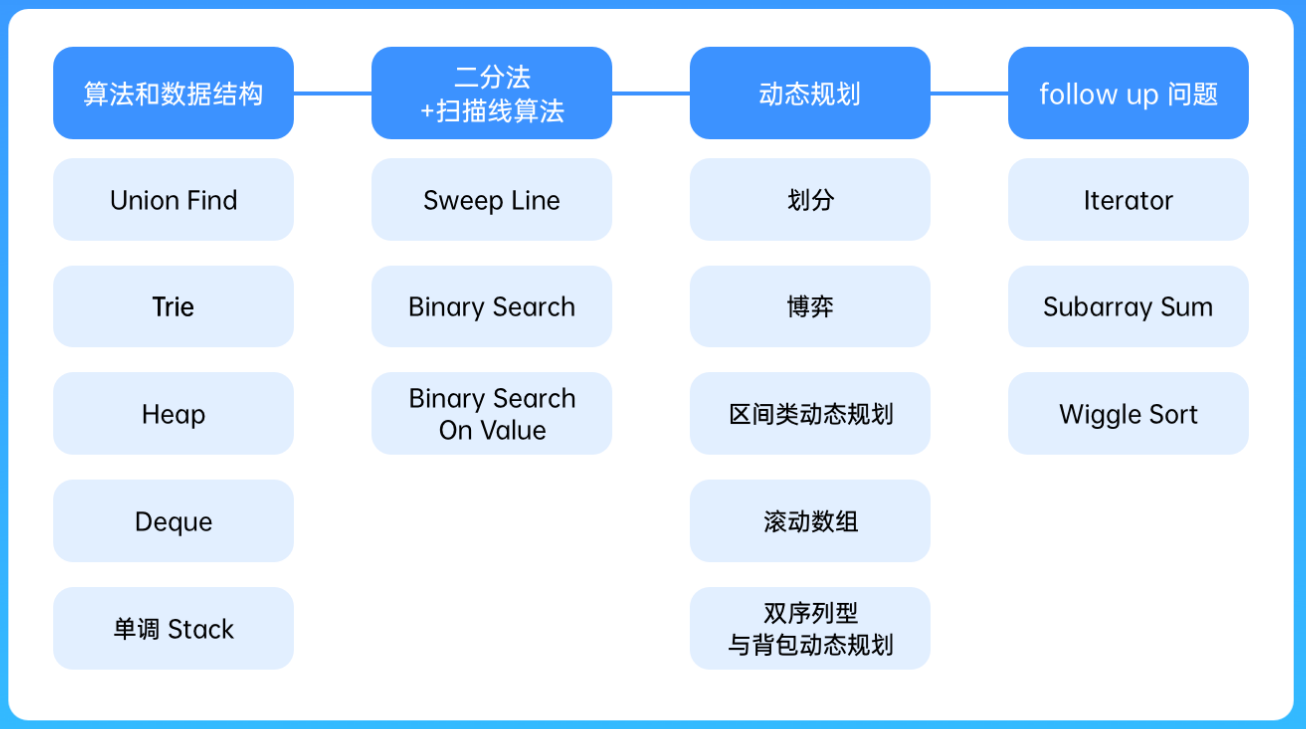 算法和数据结构
二分法
+扫描线算法
动态规划
follow up 问题
Union Find
Sweep Line
划分
Iterator
Trie
Binary Search
博弈
Subarray Sum
Heap
Binary Search
On Value
区间类动态规划
Wiggle Sort
Deque
滚动数组
单调 Stack
双序列型
与背包动态规划